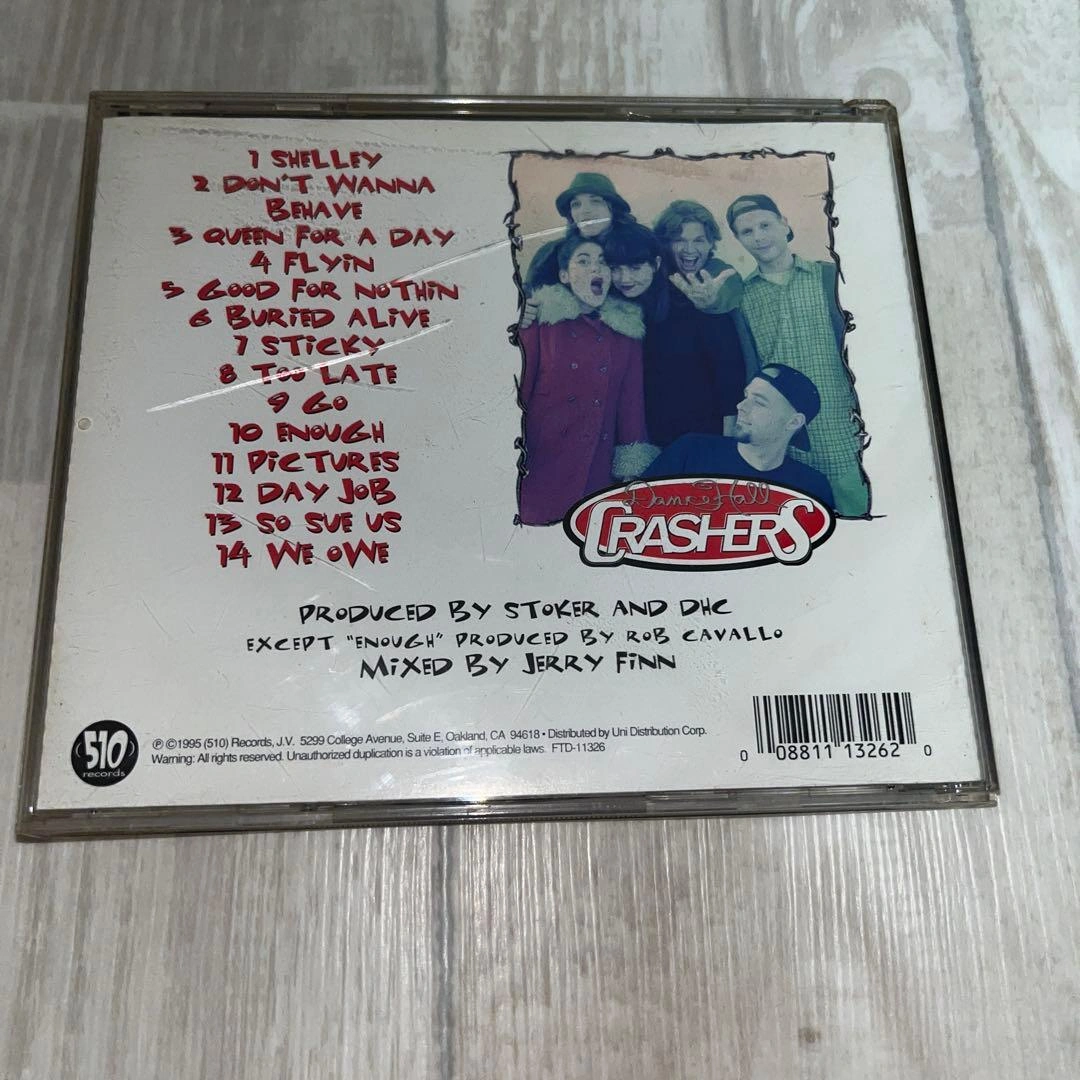 1 SHELLEY
2 DON'T WANNA
BEHAVE
3 QUEEN FOR A DAY
4 FLYIN
5 GOOD FOR NOTHIN
6 BURIED ALIVE
7 STICKY
8 TOO LATE
9 GO
10 ENOUGH
11 PICTURES
12 DAY JOB
13 SO SUE US
14 WE OWE
Dance Hall
CRASHERS
PRODUCED BY STOKER AND DHC
EXCEPT "ENOUGH" PRODUCED BY ROB CAVALLO
MIXED BY JERRY FINN
510
records
℗©1995 (510) Records, J.V. 5299 College Avenue, Suite E, Oakland, CA 94618 • Distributed by Uni Distribution Corp.
Warning: All rights reserved. Unauthorized duplication is a violation of applicable laws. FTD-11326
0 08811 13262 0